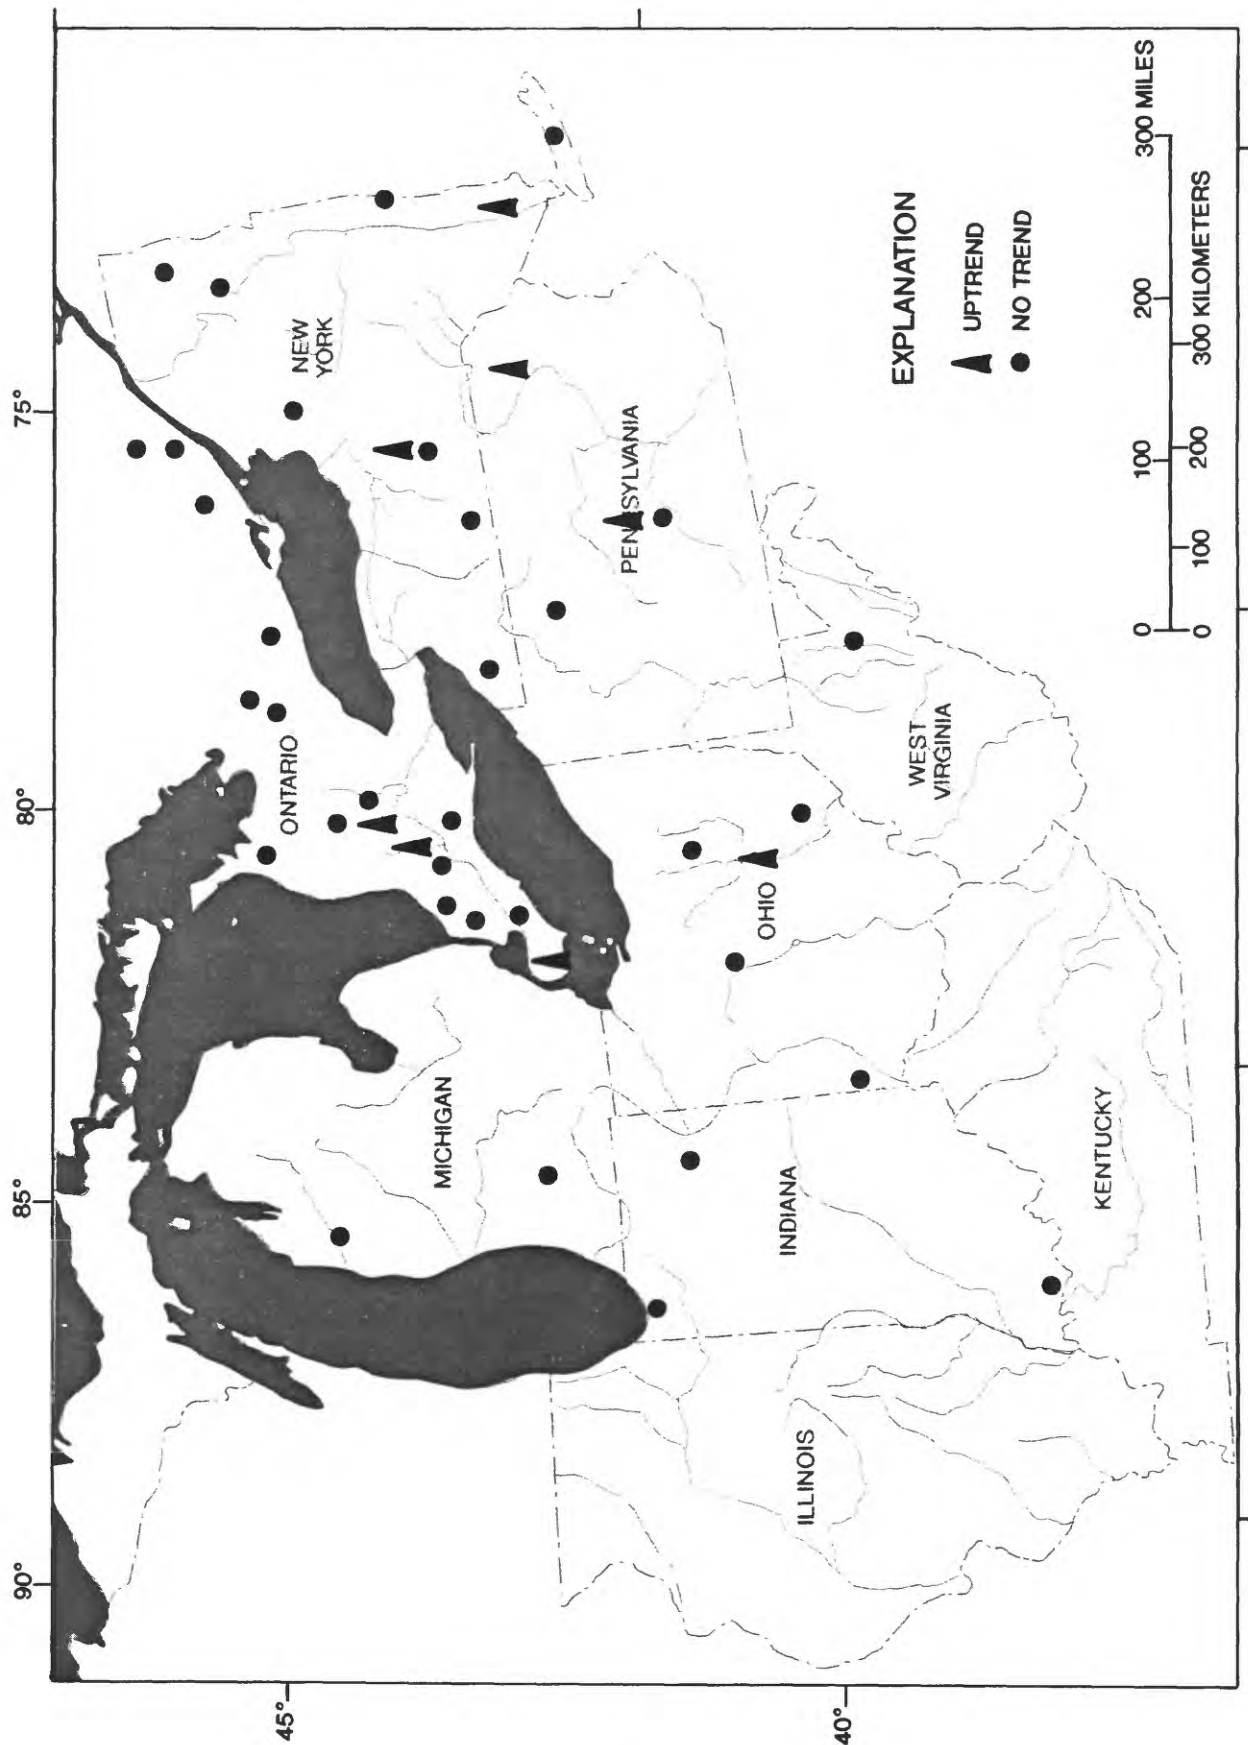 90°
85°
80°
75°
45°
40°
ONTARIO
NEW
YORK
MICHIGAN
PENNSYLVANIA
OHIO
INDIANA
ILLINOIS
WEST
VIRGINIA
KENTUCKY
EXPLANATION
UPTREND
NO TREND
0 100 200 300 MILES
0 100 200 300 KILOMETERS